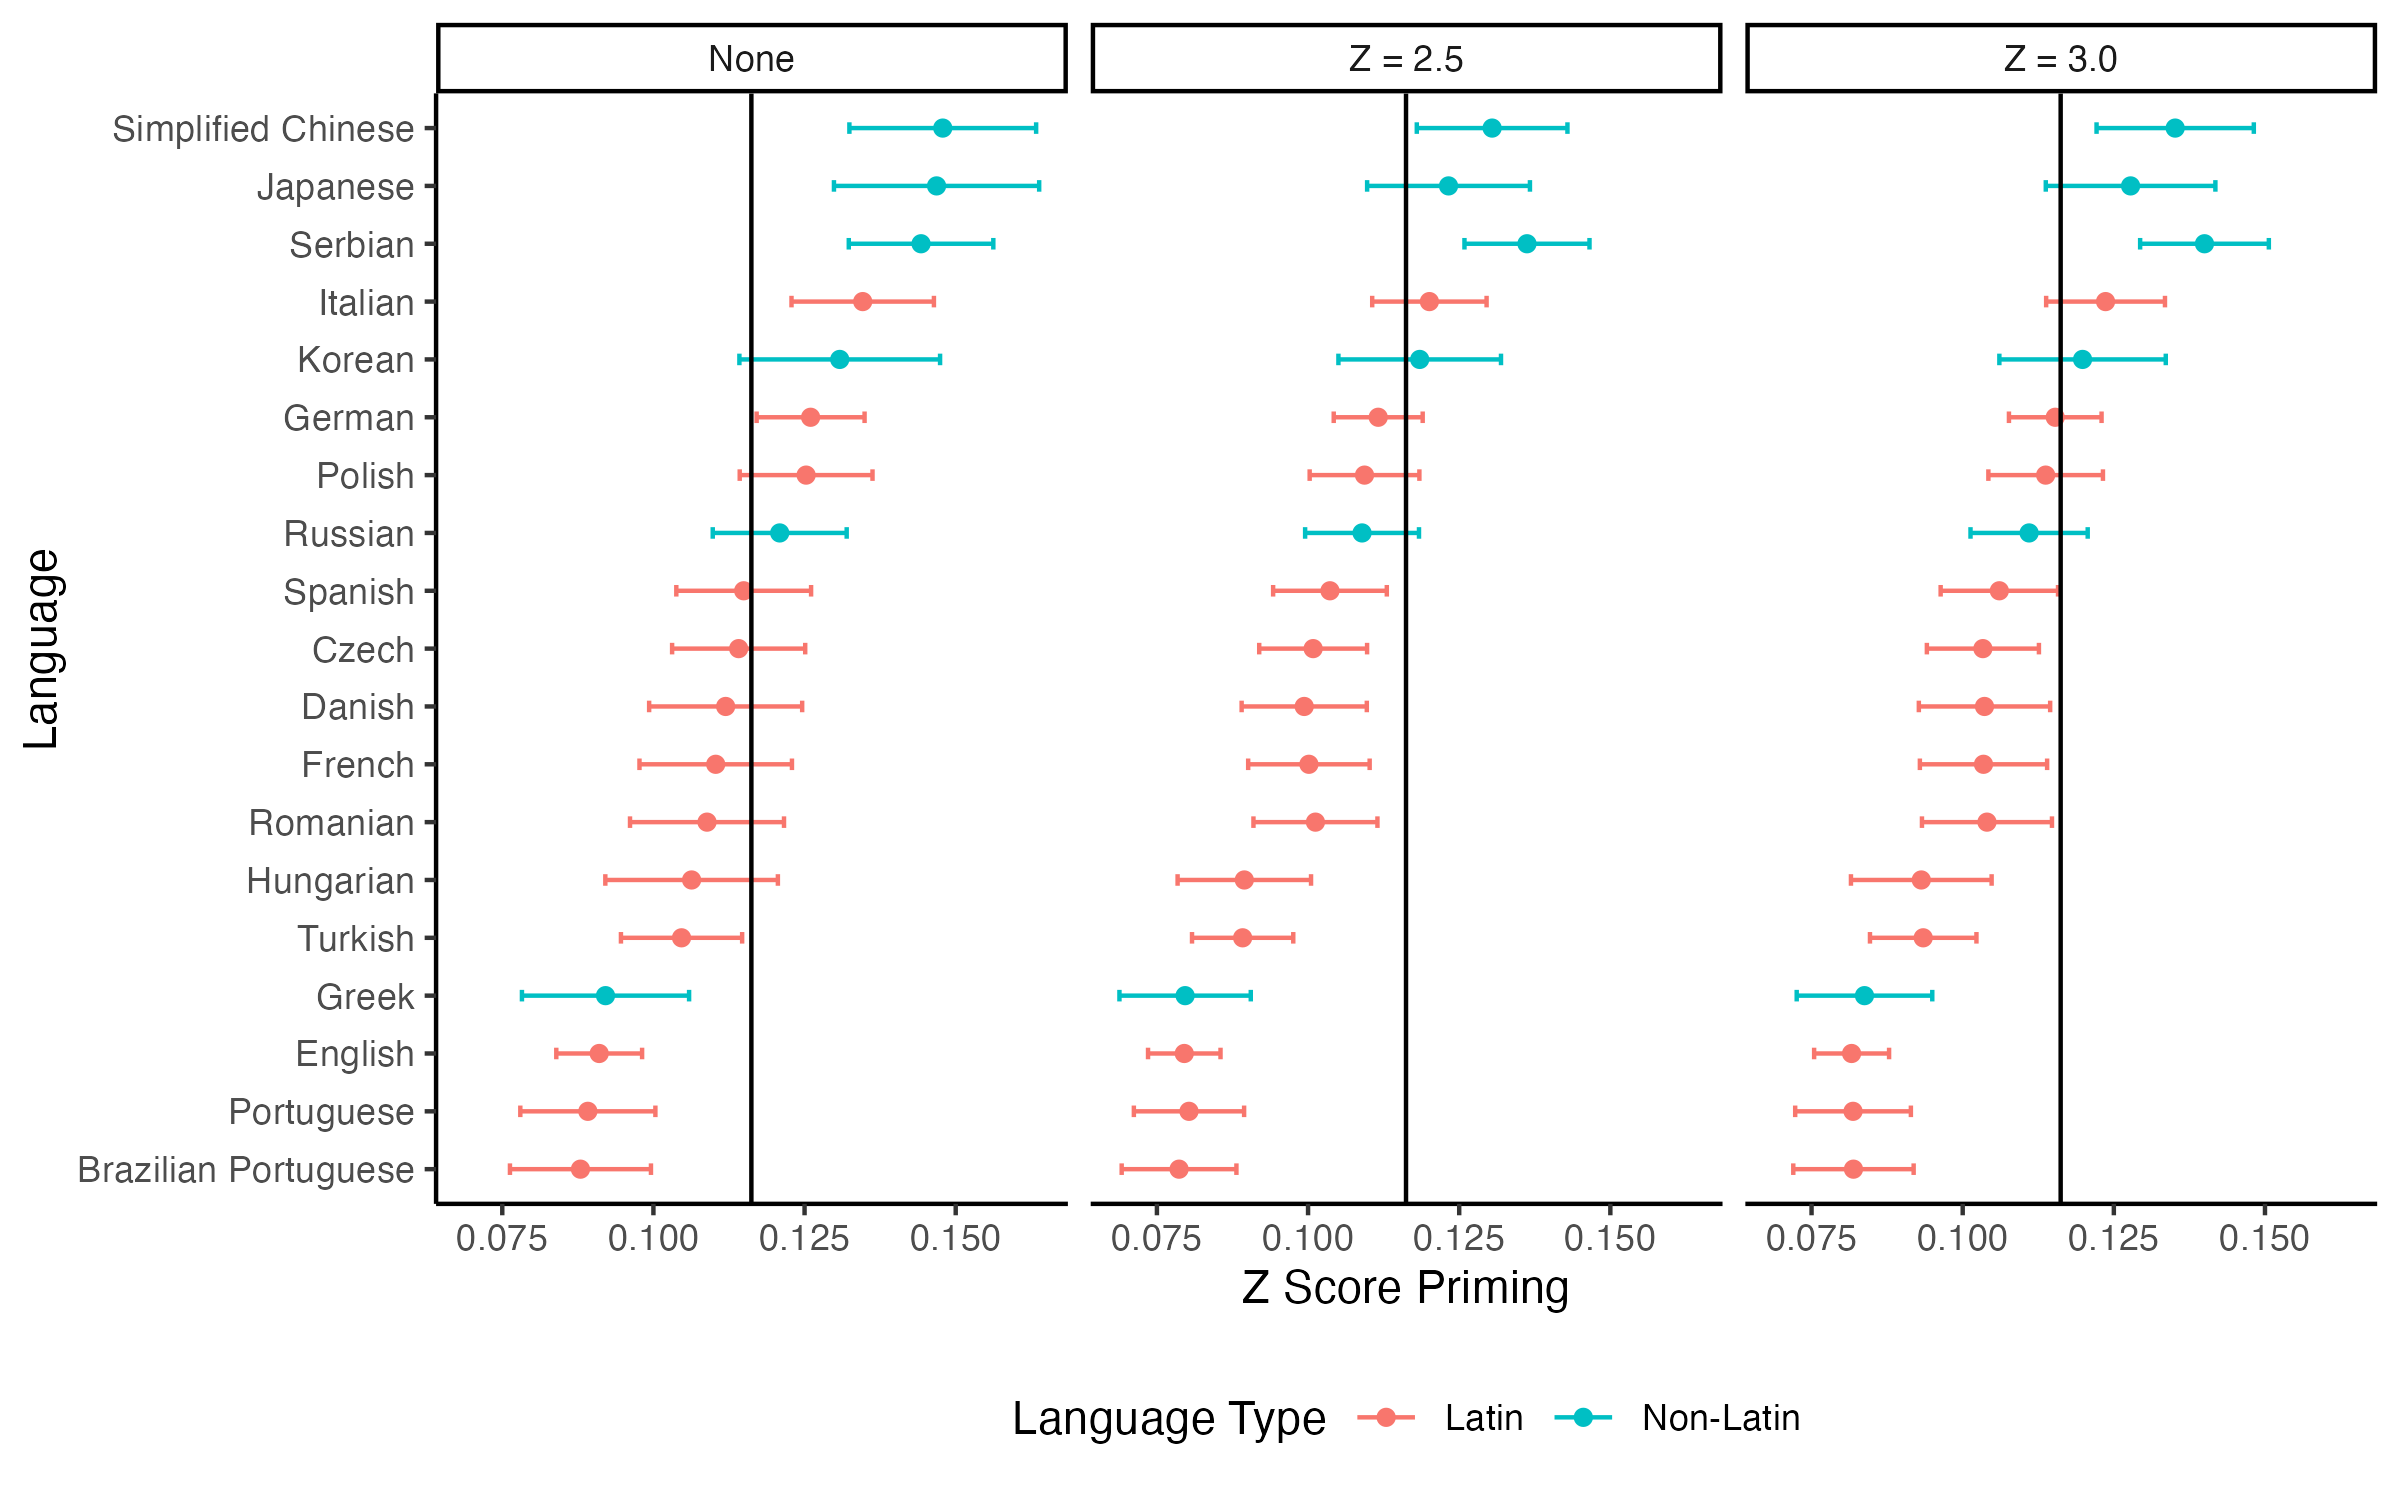 None
Z = 2.5
Z = 3.0
Simplified Chinese
Japanese
Serbian
Italian
Korean
German
Polish
Russian
Spanish
Czech
Danish
French
Romanian
Hungarian
Turkish
Greek
English
Portuguese
Brazilian Portuguese
Language
0.075 0.100 0.125 0.150
0.075 0.100 0.125 0.150
0.075 0.100 0.125 0.150
Z Score Priming
Language Type Latin Non-Latin